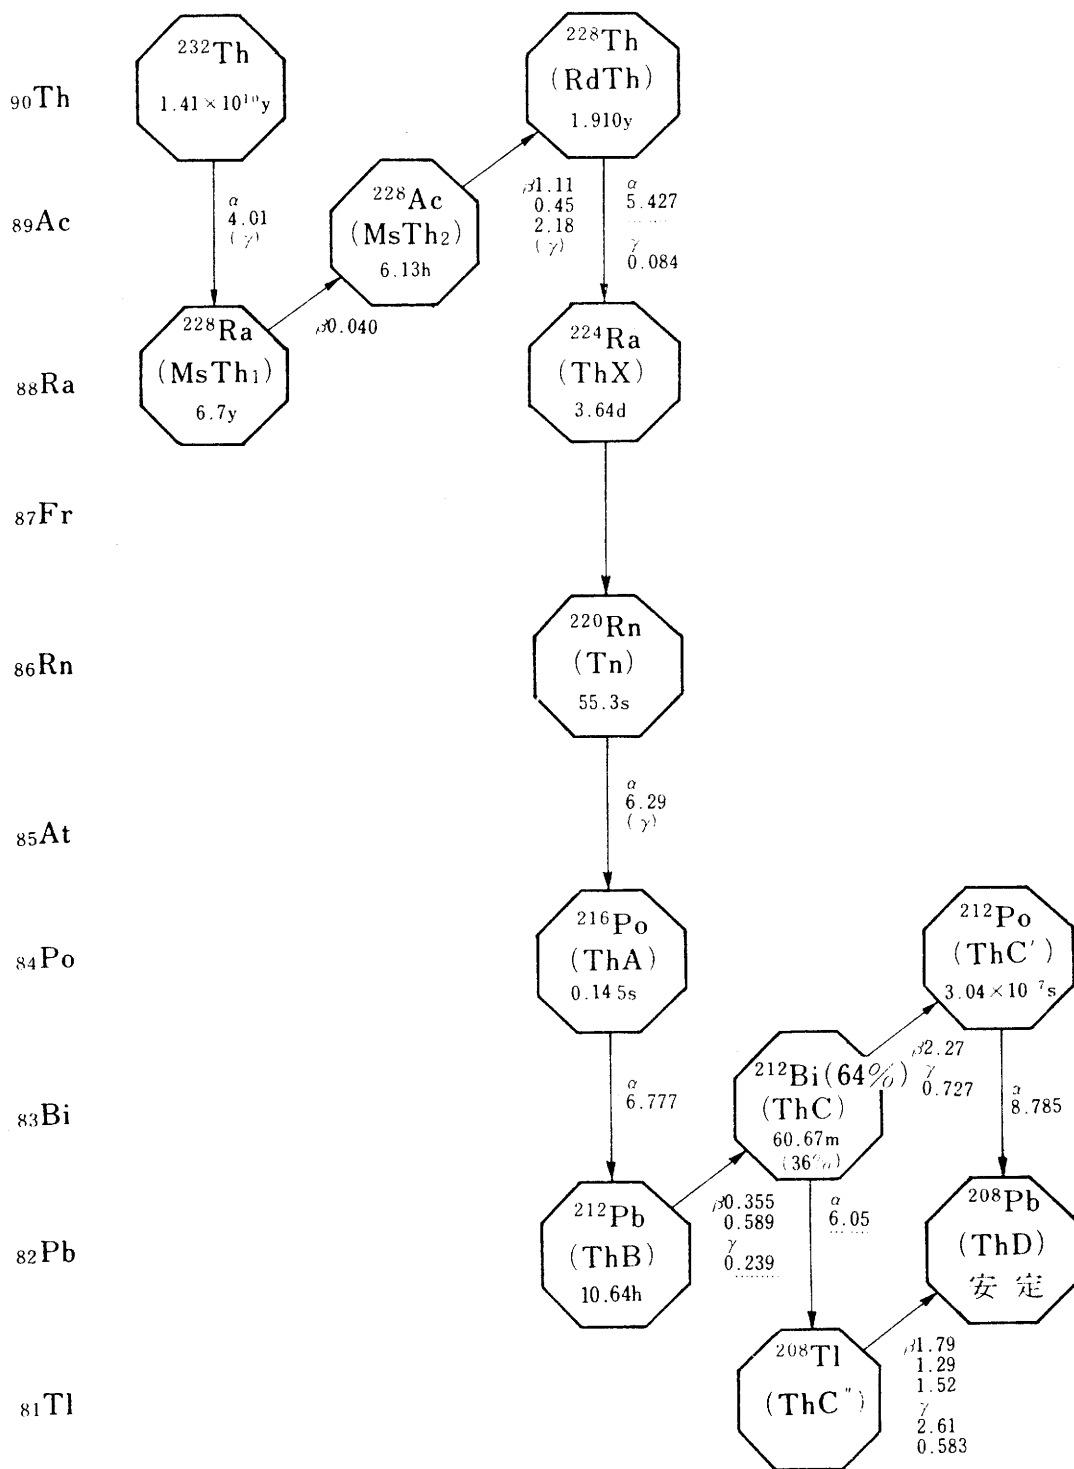 ₉₀Th
²³²Th
1.41×10¹⁰y
²²⁸Th
(RdTh)
1.910y
₈₉Ac
α
4.01
(γ)
²²⁸Ac
(MsTh₂)
6.13h
β1.11
0.45
2.18
(γ)
α
5.427
γ
0.084
₈₈Ra
²²⁸Ra
(MsTh₁)
6.7y
β0.040
²²⁴Ra
(ThX)
3.64d
₈₇Fr
₈₆Rn
²²⁰Rn
(Tn)
55.3s
₈₅At
α
6.29
(γ)
₈₄Po
²¹⁶Po
(ThA)
0.145s
²¹²Po
(ThC′)
3.04×10⁻⁷s
₈₃Bi
α
6.777
²¹²Bi(64%)
(ThC)
60.67m
(36%)
β2.27
γ
0.727
α
8.785
₈₂Pb
²¹²Pb
(ThB)
10.64h
β0.355
0.589
γ
0.239
α
6.05
²⁰⁸Pb
(ThD)
安定
₈₁Tl
²⁰⁸Tl
(ThC″)
β1.79
1.29
1.52
γ
2.61
0.583